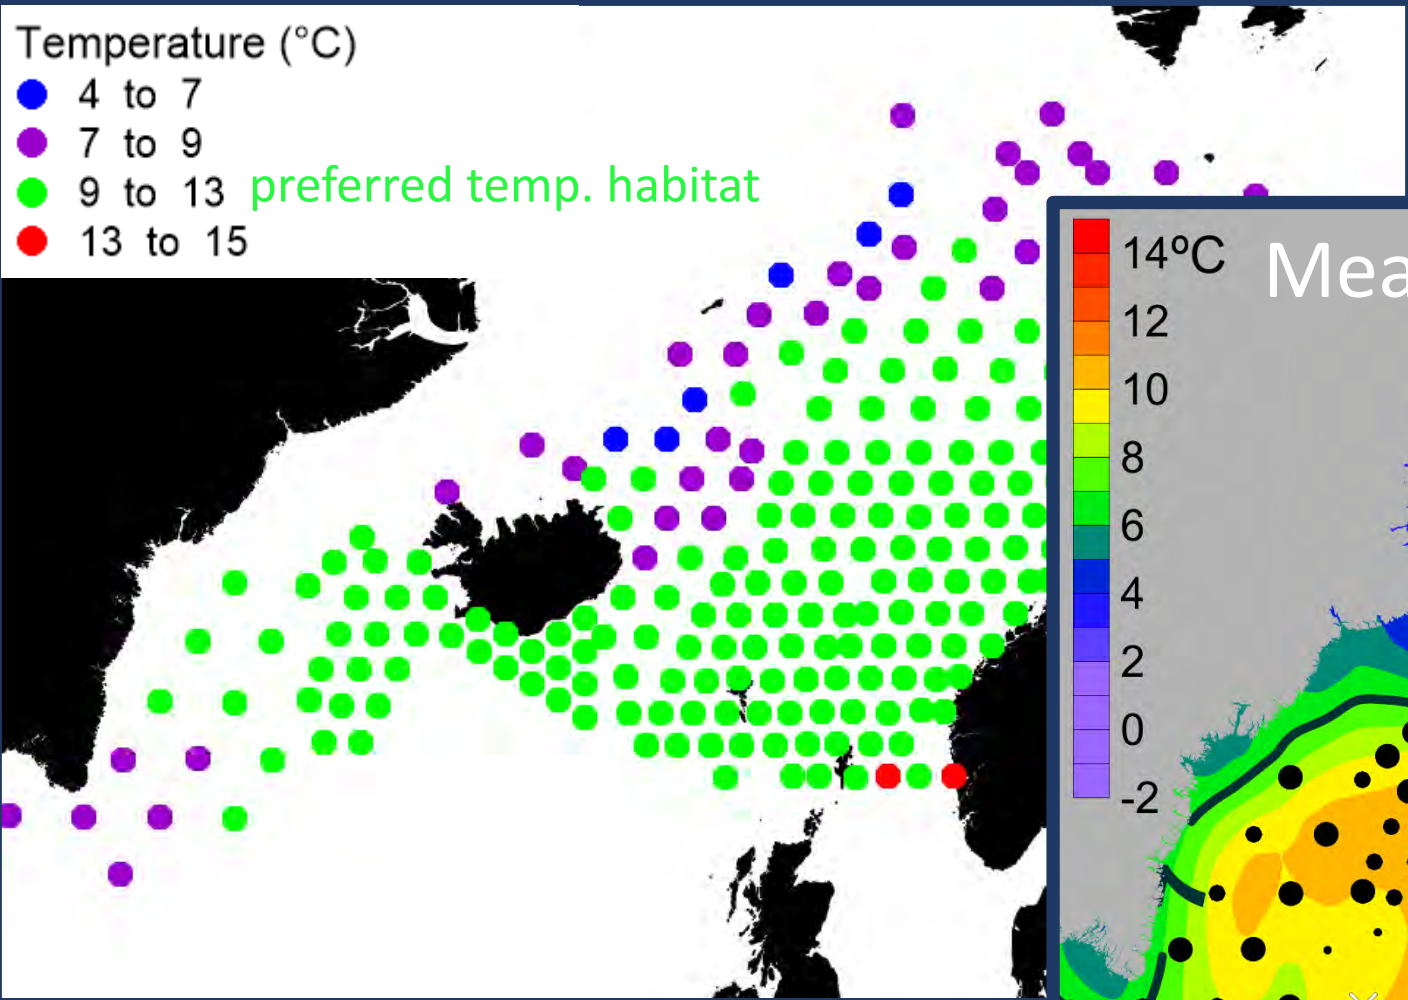 Temperature (°C)
4 to 7
7 to 9
9 to 13 preferred temp. habitat
13 to 15
14ºC
Mea
12
10
8
6
4
2
0
-2